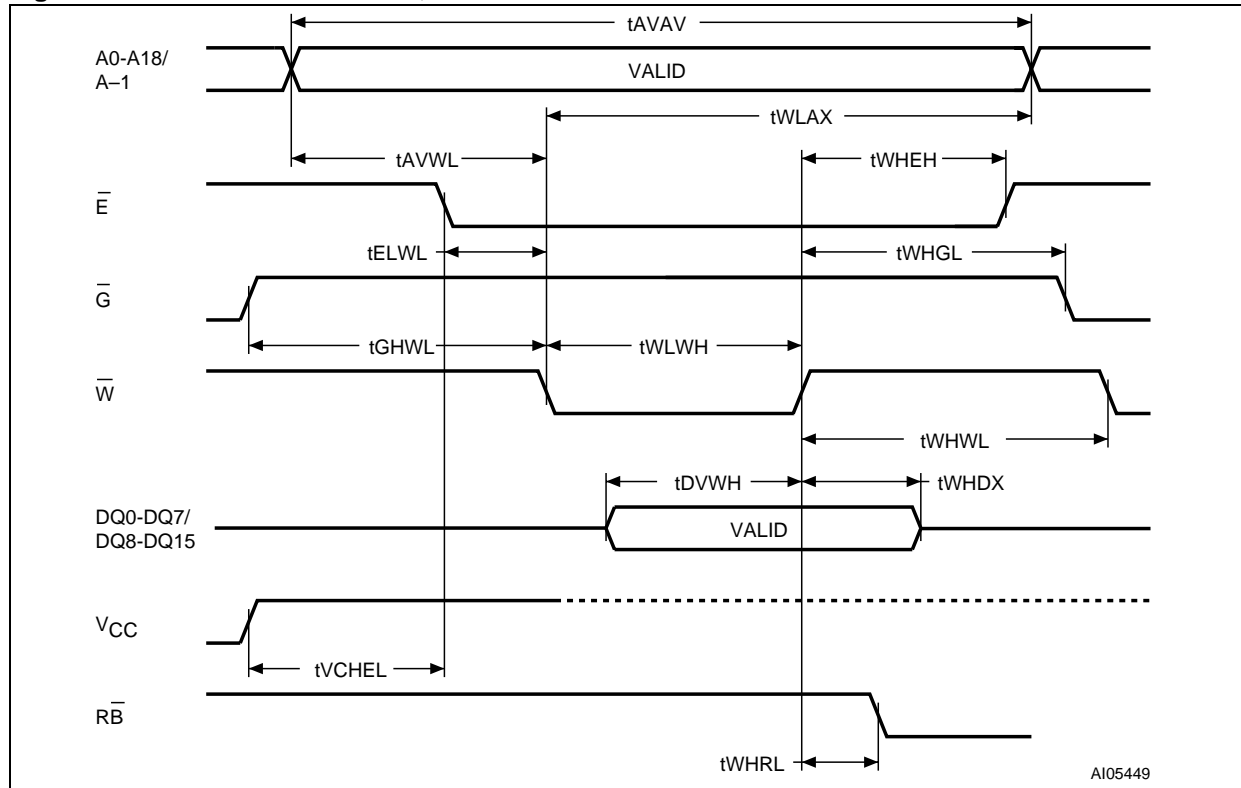 tAVAV
A0-A18/
A–1
VALID
tWLAX
tAVWL
tWHEH
E̅
tELWL
tWHGL
G̅
tGHWL
tWLWH
W̅
tWHWL
tDVWH
tWHDX
DQ0-DQ7/
DQ8-DQ15
VALID
VCC
tVCHEL
RB̅
tWHRL
AI05449